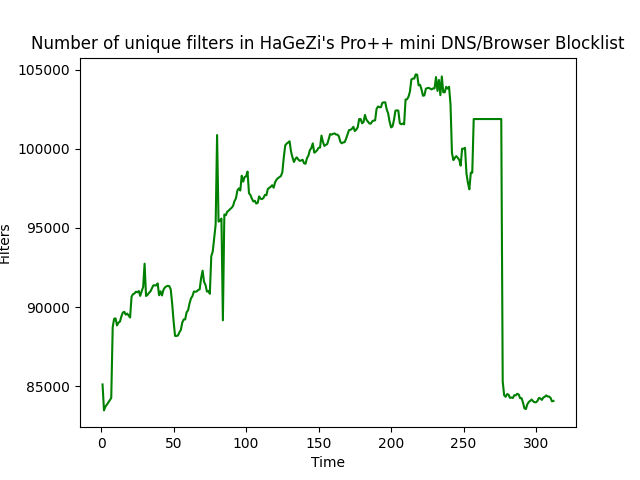 Number of unique filters in HaGeZi's Pro++ mini DNS/Browser Blocklist
105000
100000
95000
90000
85000
Filters
0 50 100 150 200 250 300
Time